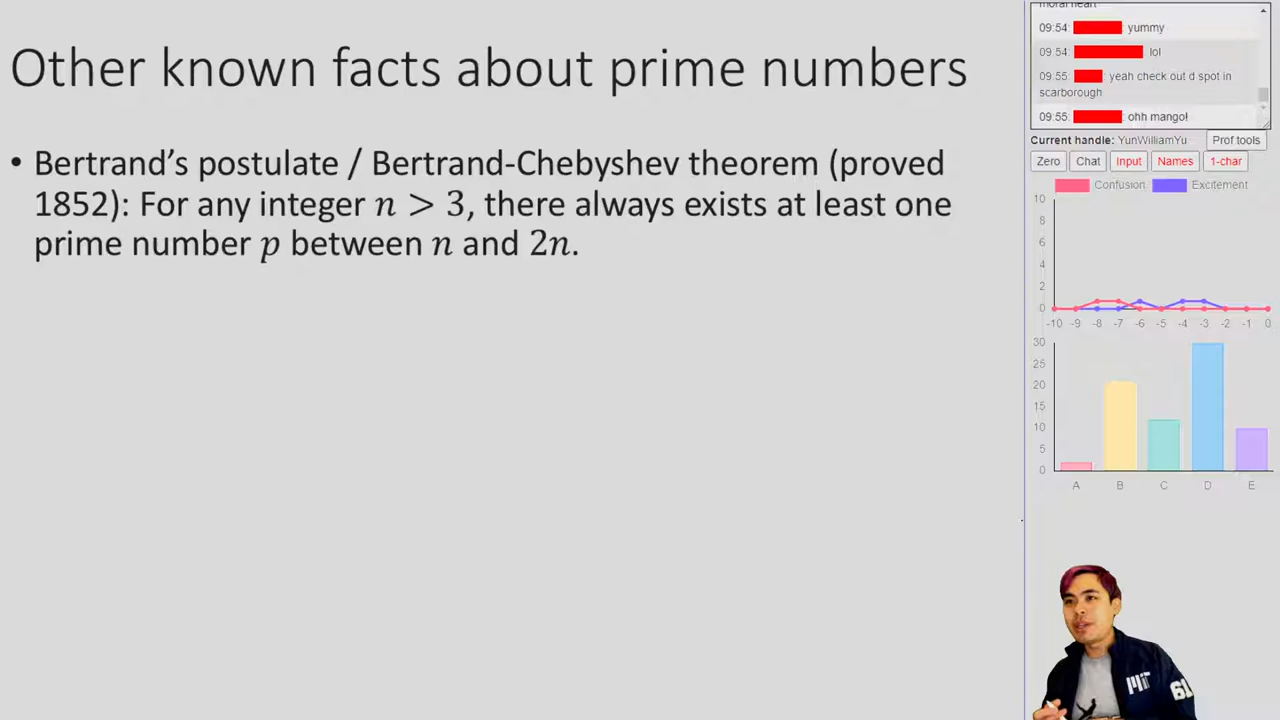 Other known facts about prime numbers
• Bertrand's postulate / Bertrand-Chebyshev theorem (proved
1852): For any integer n > 3, there always exists at least one
prime number p between n and 2n.
moral heart
09:54: yummy
09:54: lol
09:55: yeah check out d spot in
scarborough
09:55: ohh mango!
Current handle: YunWilliamYu Prof tools
Zero Chat Input Names 1-char
Confusion Excitement
10
8
6
4
2
0
-10 -9 -8 -7 -6 -5 -4 -3 -2 -1 0
30
25
20
15
10
5
0
A B C D E
MIT
61